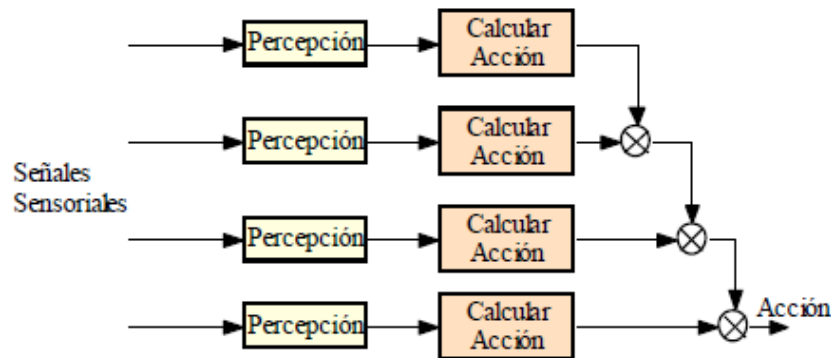 Percepción
Calcular
Acción
Percepción
Calcular
Acción
Señales
Sensoriales
Percepción
Calcular
Acción
Percepción
Calcular
Acción
Acción